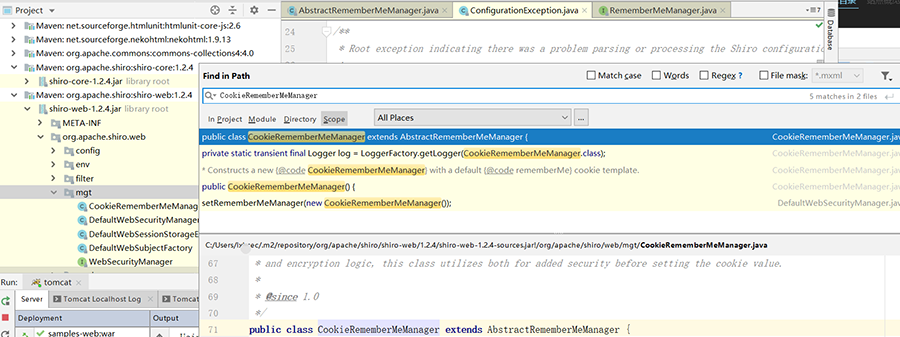 Project
AbstractRememberMeManager.java
ConfigurationException.java
RememberMeManager.java
Maven: net.sourceforge.htmlunit:htmlunit-core-js:2.6
Maven: net.sourceforge.nekohtml:nekohtml:1.9.13
Maven: org.apache.commons:commons-collections4:4.0
Maven: org.apache.shiro:shiro-core:1.2.4
shiro-core-1.2.4.jar library root
Maven: org.apache.shiro:shiro-web:1.2.4
shiro-web-1.2.4.jar library root
META-INF
org.apache.shiro.web
config
env
filter
mgt
CookieRememberMeManag
DefaultWebSecurityManager
DefaultWebSessionStorageE
DefaultWebSubjectFactory
WebSecurityManager
24 /**
25 * Root exception indicating there was a problem parsing or processing the Shiro configuration
Database
Find in Path
Match case
Words
Regex ?
File mask:
*.mxml
CookieRememberMeManager
5 matches in 2 files
In Project Module Directory Scope
All Places
...
public class CookieRememberMeManager extends AbstractRememberMeManager { CookieRememberMeManager.jav
private static transient final Logger log = LoggerFactory.getLogger(CookieRememberMeManager.class); CookieRememberMeManager.jav
* Constructs a new {@code CookieRememberMeManager} with a default {@code rememberMe} cookie template. CookieRememberMeManager.jav
public CookieRememberMeManager() { CookieRememberMeManager.jav
setRememberMeManager(new CookieRememberMeManager()); DefaultWebSecurityManager.jav
.m2/repository/org/apache/shiro/shiro-web/1.2.4/shiro-web-1.2.4-sources.jar!/org/apache/shiro/web/mgt/CookieRememberMeManager.java
67 * and encryption logic, this class utilizes both for added security before setting the cookie value.
68 *
69 * @since 1.0
70 */
71 public class CookieRememberMeManager extends AbstractRememberMeManager {
Run: tomcat
Server
Tomcat Localhost Log
Tomcat
Deployment
Output
samples-web:war